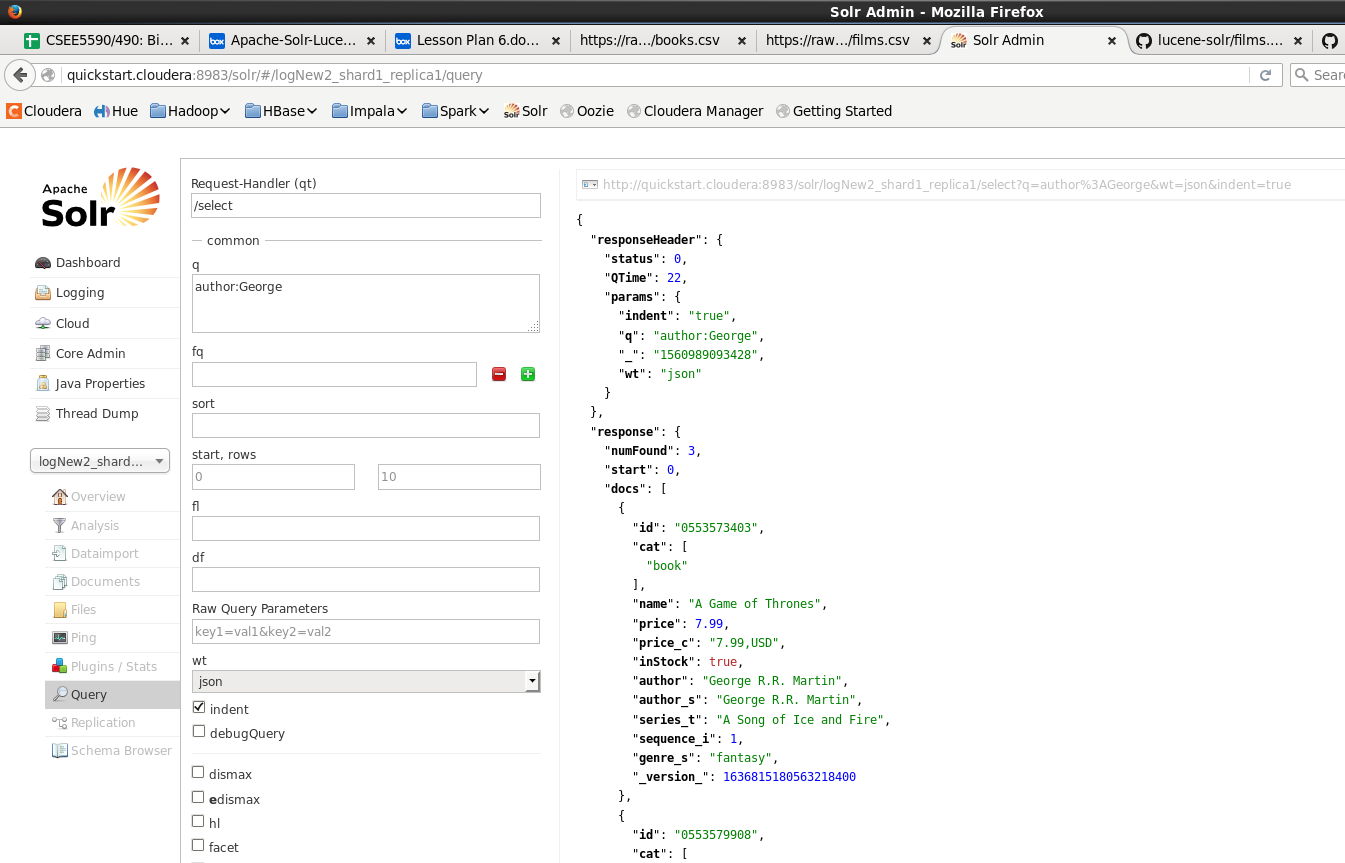 Solr Admin - Mozilla Firefox
CSEE5590/490: Bi... × Apache-Solr-Luce... × Lesson Plan 6.do... × https://ra.../books.csv × https://raw.../films.csv × Solr Admin × lucene-solr/films.... ×
quickstart.cloudera:8983/solr/#/logNew2_shard1_replica1/query Sear
Cloudera Hue Hadoop HBase Impala Spark Solr Oozie Cloudera Manager Getting Started
Apache
Solr
Dashboard
Logging
Cloud
Core Admin
Java Properties
Thread Dump
logNew2_shard...
Overview
Analysis
Dataimport
Documents
Files
Ping
Plugins / Stats
Query
Replication
Schema Browser
Request-Handler (qt)
/select
common
q
author:George
fq
sort
start, rows
0 10
fl
df
Raw Query Parameters
key1=val1&key2=val2
wt
json
indent
debugQuery
dismax
edismax
hl
facet
http://quickstart.cloudera:8983/solr/logNew2_shard1_replica1/select?q=author%3AGeorge&wt=json&indent=true
{
"responseHeader": {
"status": 0,
"QTime": 22,
"params": {
"indent": "true",
"q": "author:George",
"_": "1560989093428",
"wt": "json"
}
},
"response": {
"numFound": 3,
"start": 0,
"docs": [
{
"id": "0553573403",
"cat": [
"book"
],
"name": "A Game of Thrones",
"price": 7.99,
"price_c": "7.99,USD",
"inStock": true,
"author": "George R.R. Martin",
"author_s": "George R.R. Martin",
"series_t": "A Song of Ice and Fire",
"sequence_i": 1,
"genre_s": "fantasy",
"_version_": 1636815180563218400
},
{
"id": "0553579908",
"cat": [